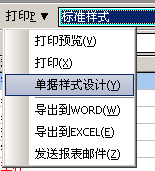 打印P ▼ 标准样式
打印预览(V)
打印(X)
单据样式设计(Y)
导出到WORD(W)
导出到EXCEL(E)
发送报表邮件(Z)